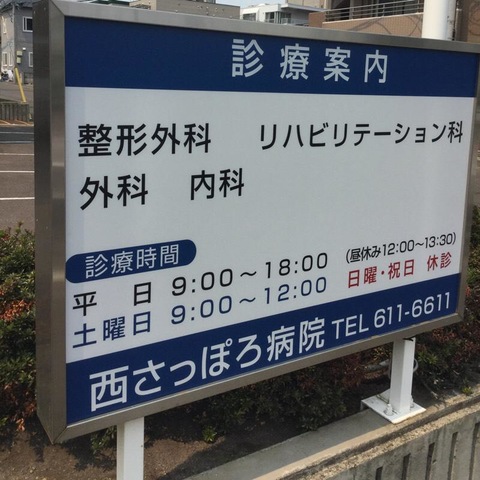 診療案内
整形外科 リハビリテーション科
外科 内科
診療時間 (昼休み12:00〜13:30)
平 日 9:00〜18:00 日曜・祝日 休診
土曜日 9:00〜12:00
西さっぽろ病院 TEL 611-6611